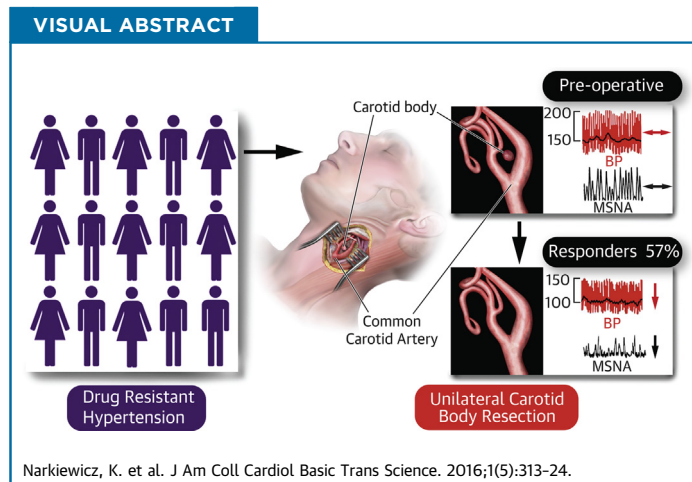 VISUAL ABSTRACT
Carotid body
Common
Carotid Artery
Drug Resistant
Hypertension
Pre-operative
200
150
BP
MSNA
Responders 57%
150
100
BP
MSNA
Unilateral Carotid
Body Resection
Narkiewicz, K. et al. J Am Coll Cardiol Basic Trans Science. 2016;1(5):313–24.